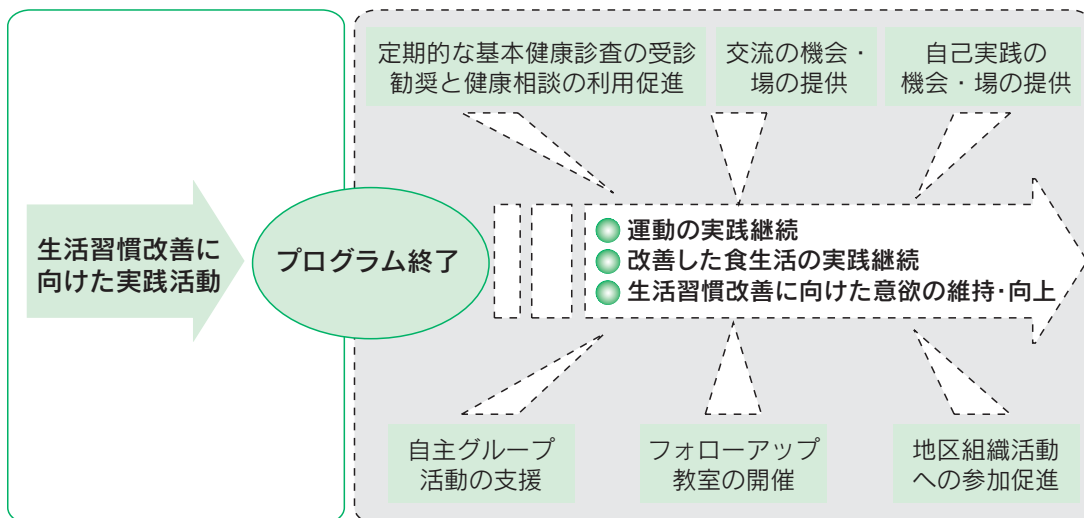 定期的な基本健康診査の受診
勧奨と健康相談の利用促進
交流の機会・
場の提供
自己実践の
機会・場の提供
生活習慣改善に
向けた実践活動
プログラム終了
運動の実践継続
改善した食生活の実践継続
生活習慣改善に向けた意欲の維持・向上
自主グループ
活動の支援
フォローアップ
教室の開催
地区組織活動
への参加促進